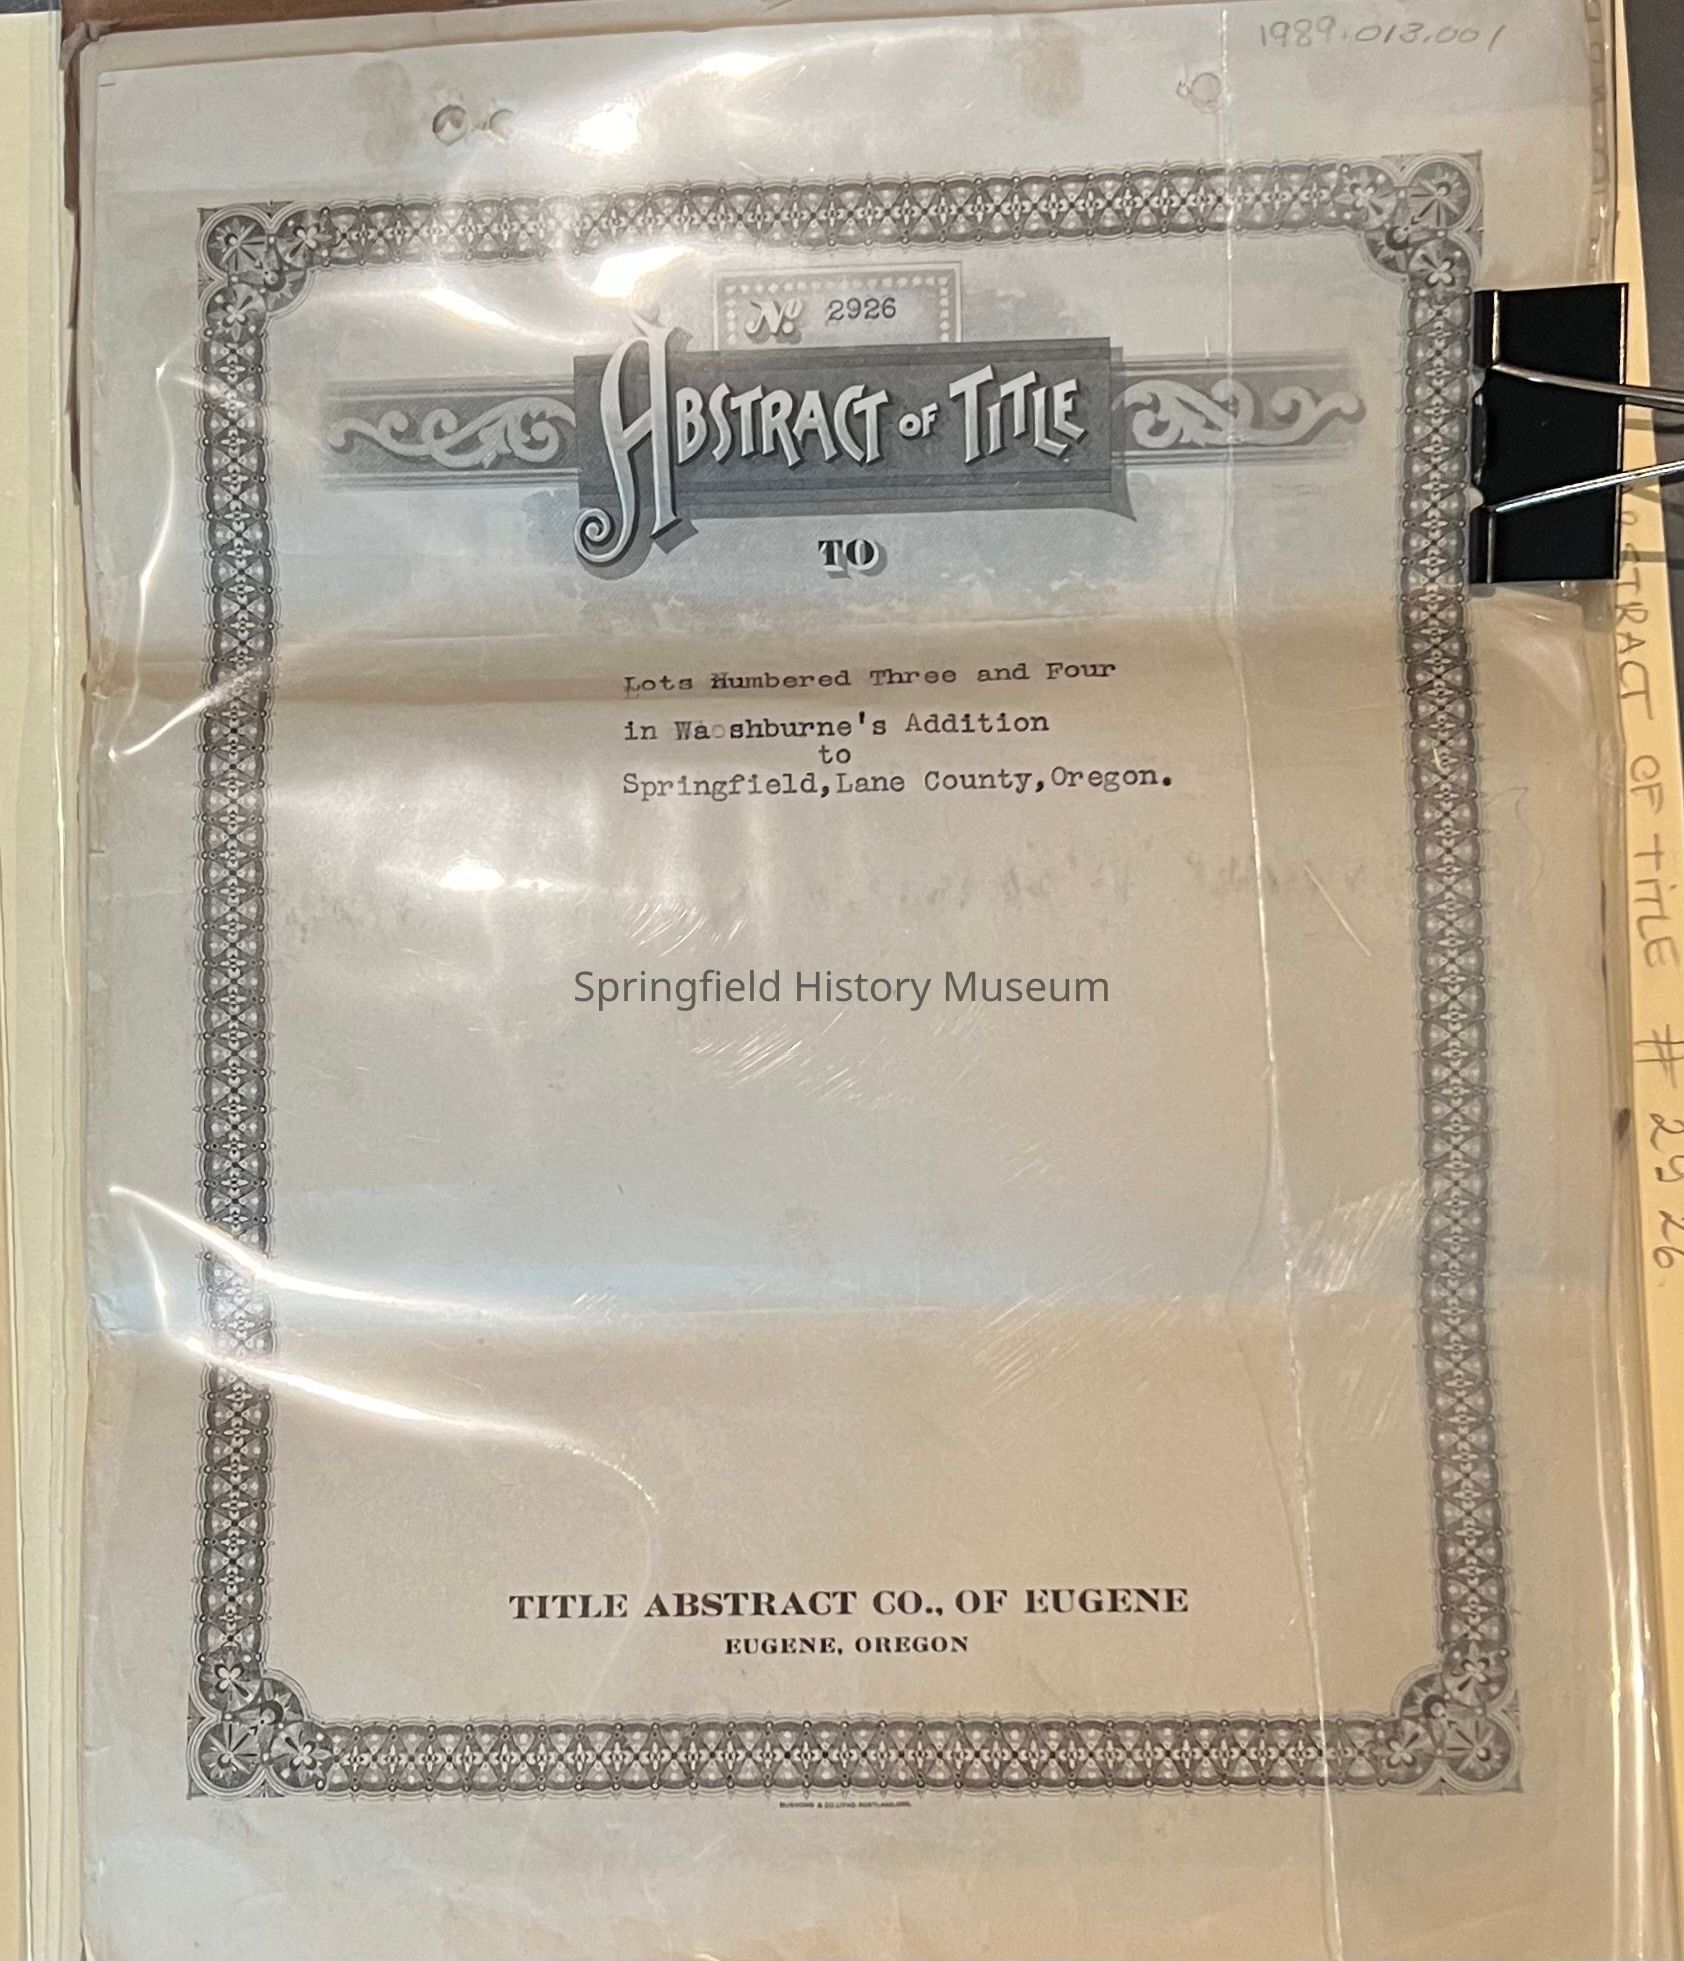 1989.013.001
No. 2926
ABSTRACT OF TITLE
TO
Lots Numbered Three and Four
in Washburne's Addition
to
Springfield, Lane County, Oregon.
Springfield History Museum
TITLE ABSTRACT CO., OF EUGENE
EUGENE, OREGON
ABSTRACT OF TITLE # 2926